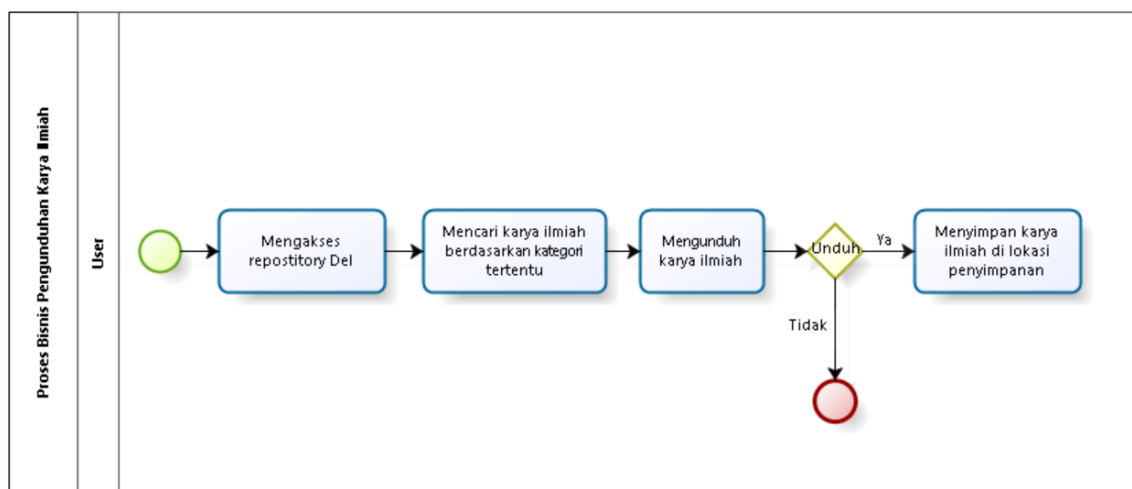 Proses Bisnis Pengunduhan Karya Ilmiah
User
Mengakses
repostitory Del
Mencari karya ilmiah
berdasarkan kategori
tertentu
Mengunduh
karya ilmiah
Unduh
Ya
Menyimpan karya
ilmiah di lokasi
penyimpanan
Tidak